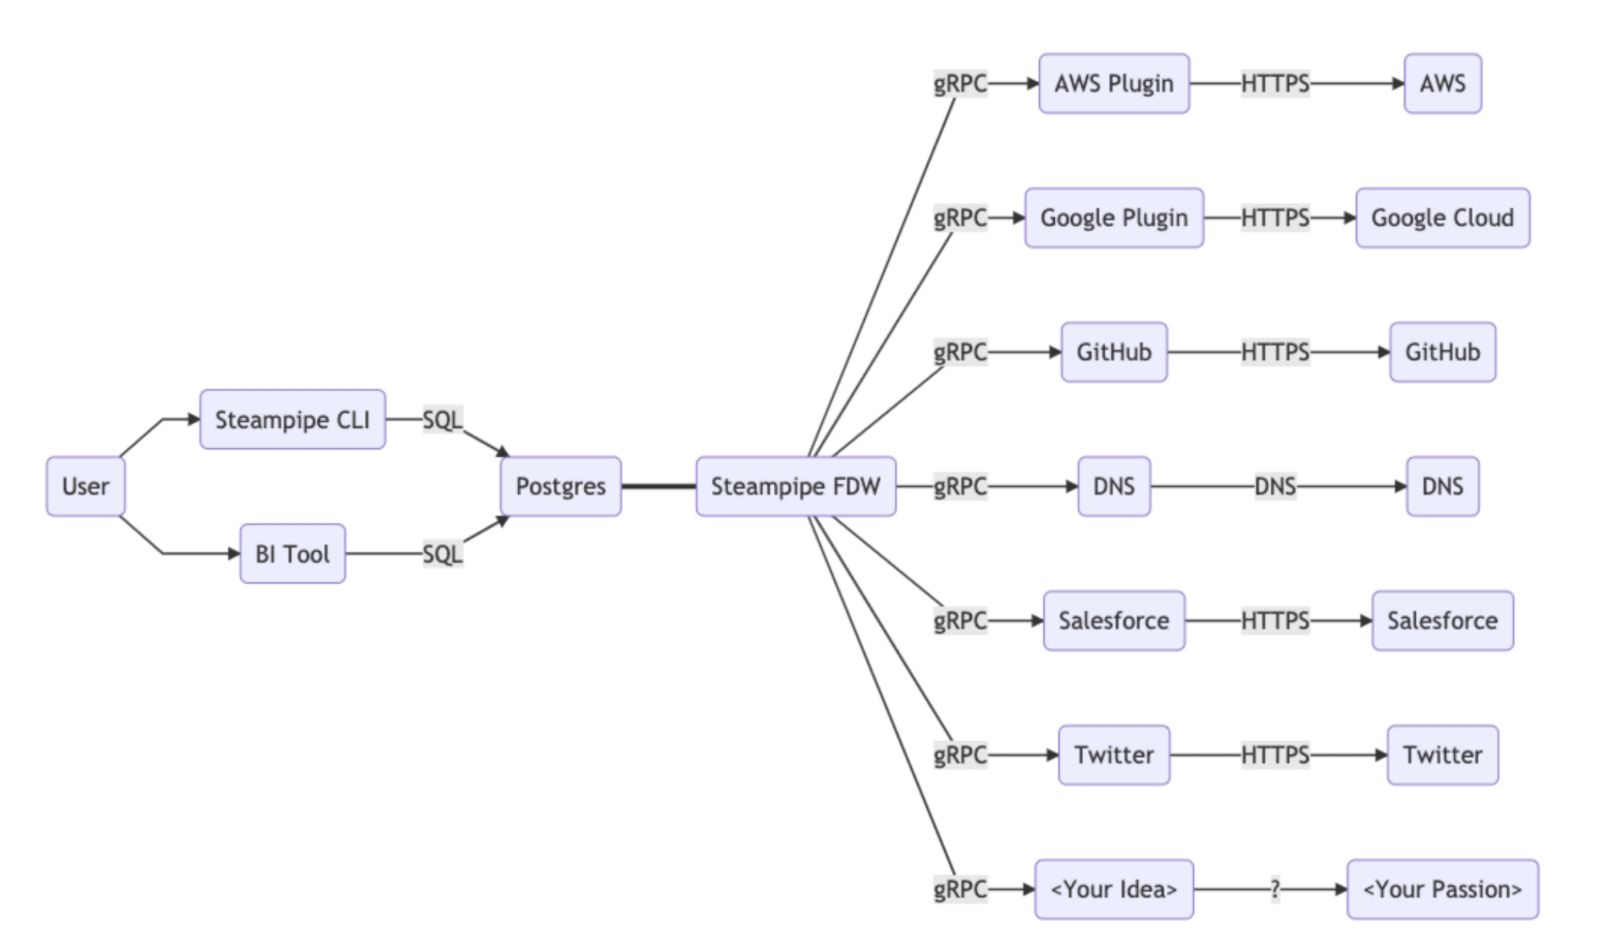 gRPC AWS Plugin HTTPS AWS
gRPC Google Plugin HTTPS Google Cloud
gRPC GitHub HTTPS GitHub
Steampipe CLI SQL
User Postgres Steampipe FDW gRPC DNS DNS DNS
BI Tool SQL
gRPC Salesforce HTTPS Salesforce
gRPC Twitter HTTPS Twitter
gRPC <Your Idea> ? <Your Passion>